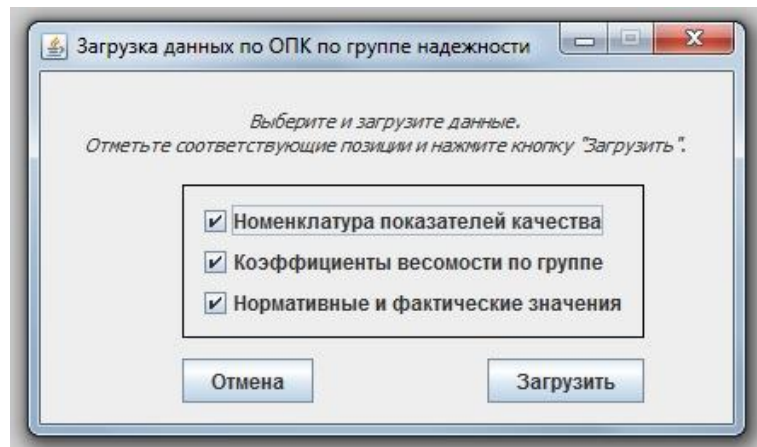 Загрузка данных по ОПК по группе надежности
Выберите и загрузите данные.
Отметьте соответствующие позиции и нажмите кнопку "Загрузить".
Номенклатура показателей качества
Коэффициенты весомости по группе
Нормативные и фактические значения
Отмена Загрузить